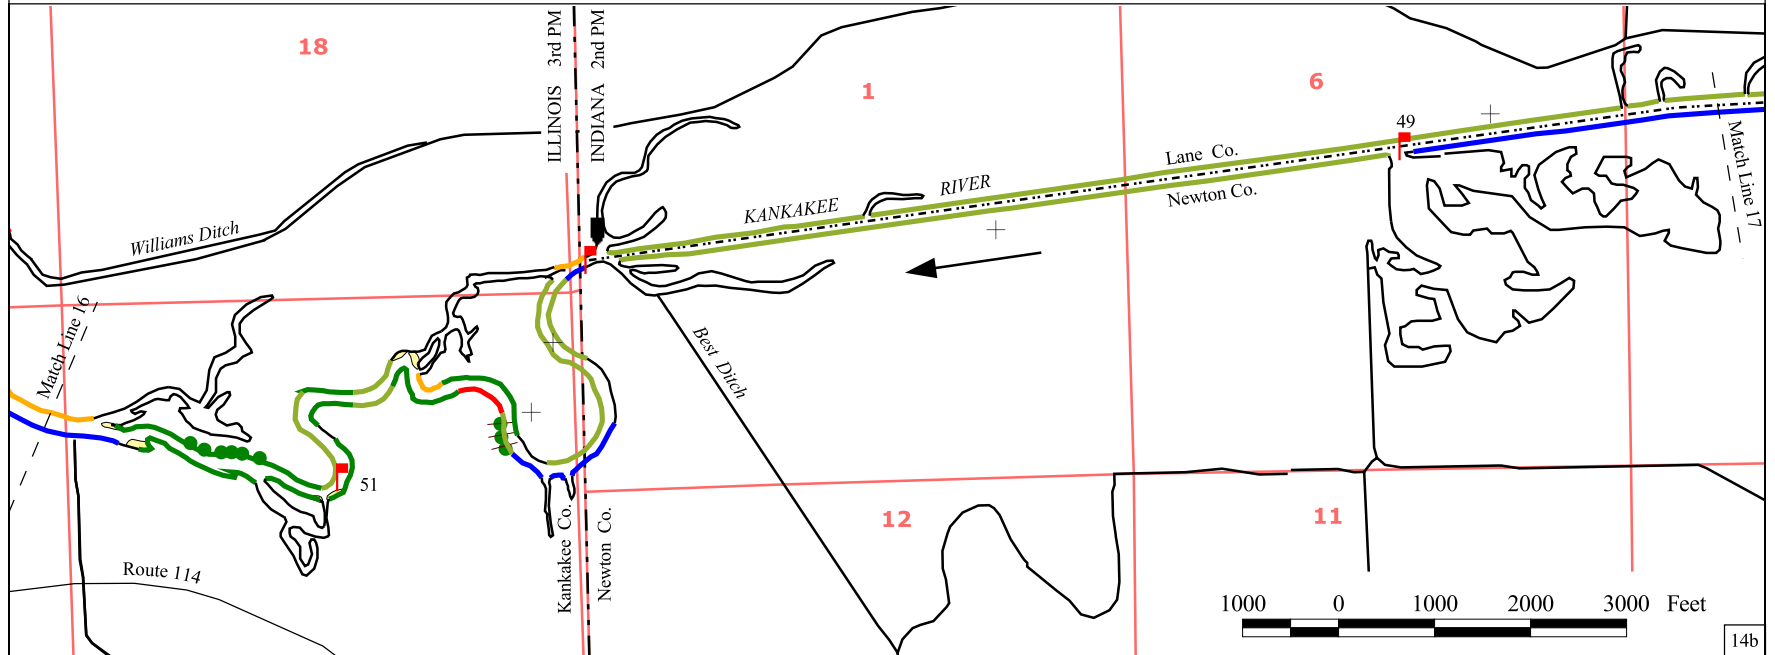 18
ILLINOIS 3rd PM
INDIANA 2nd PM
1
6
49
Match Line 17
Lane Co.
Newton Co.
KANKAKEE RIVER
Williams Ditch
Match Line 16
Best Ditch
51
12
11
Kankakee Co.
Newton Co.
Route 114
1000 0 1000 2000 3000 Feet
14b